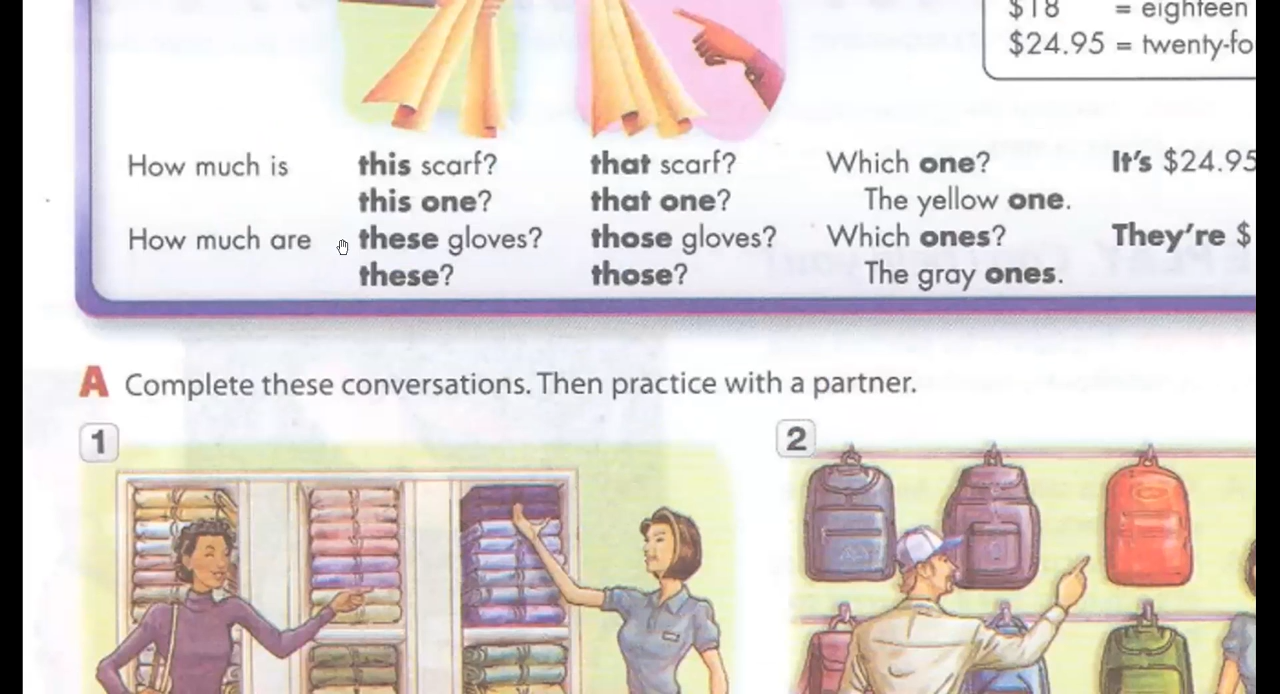 $18 = eighteen
$24.95 = twenty-fo
How much is this scarf? that scarf? Which one? It's $24.95
this one? that one? The yellow one.
How much are these gloves? those gloves? Which ones? They're $
these? those? The gray ones.
A Complete these conversations. Then practice with a partner.
1 2